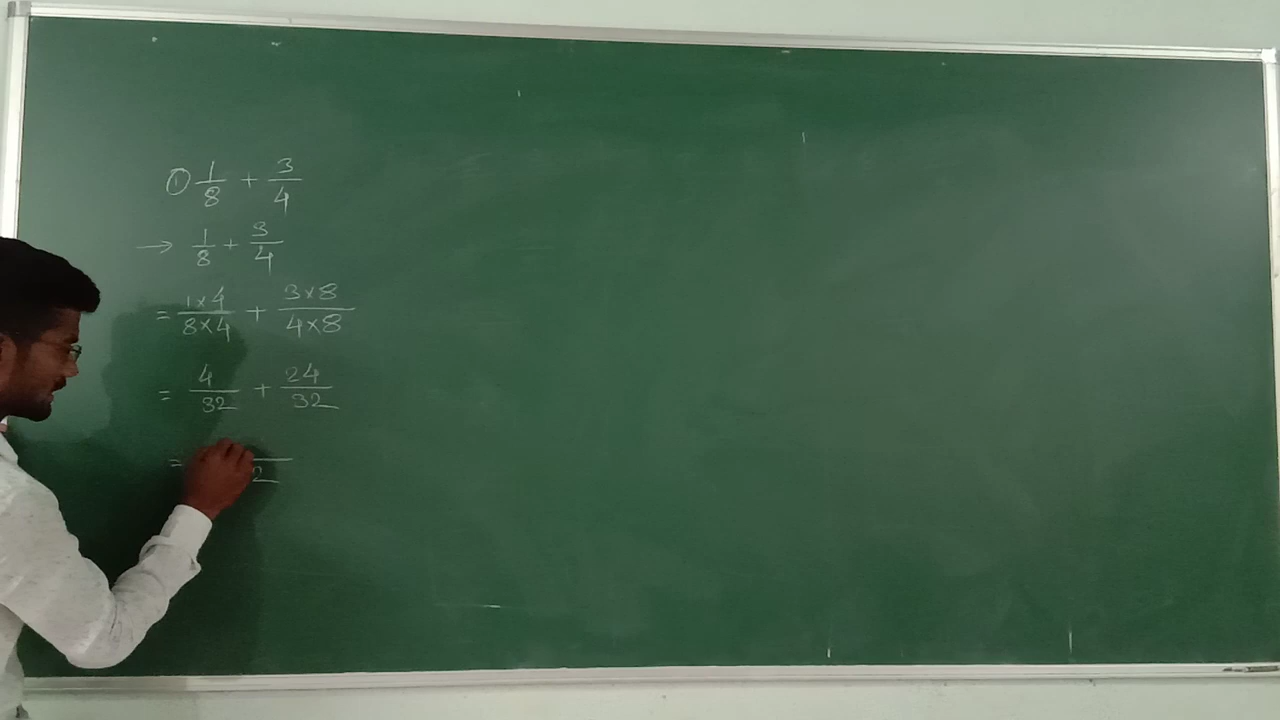 ① 1/8 + 3/4
→ 1/8 + 3/4
= 1×4/8×4 + 3×8/4×8
= 4/32 + 24/32
= 2